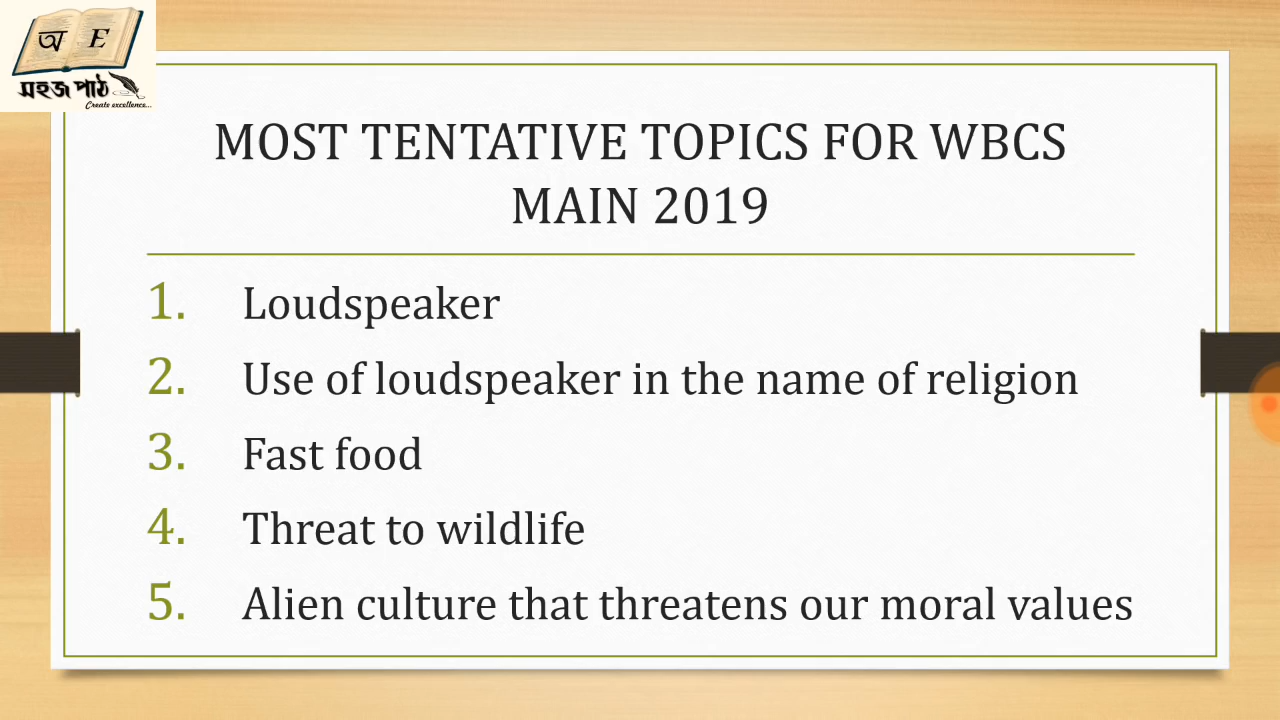 অ E
সহজ পাঠ
Create excellence...
MOST TENTATIVE TOPICS FOR WBCS
MAIN 2019
1. Loudspeaker
2. Use of loudspeaker in the name of religion
3. Fast food
4. Threat to wildlife
5. Alien culture that threatens our moral values